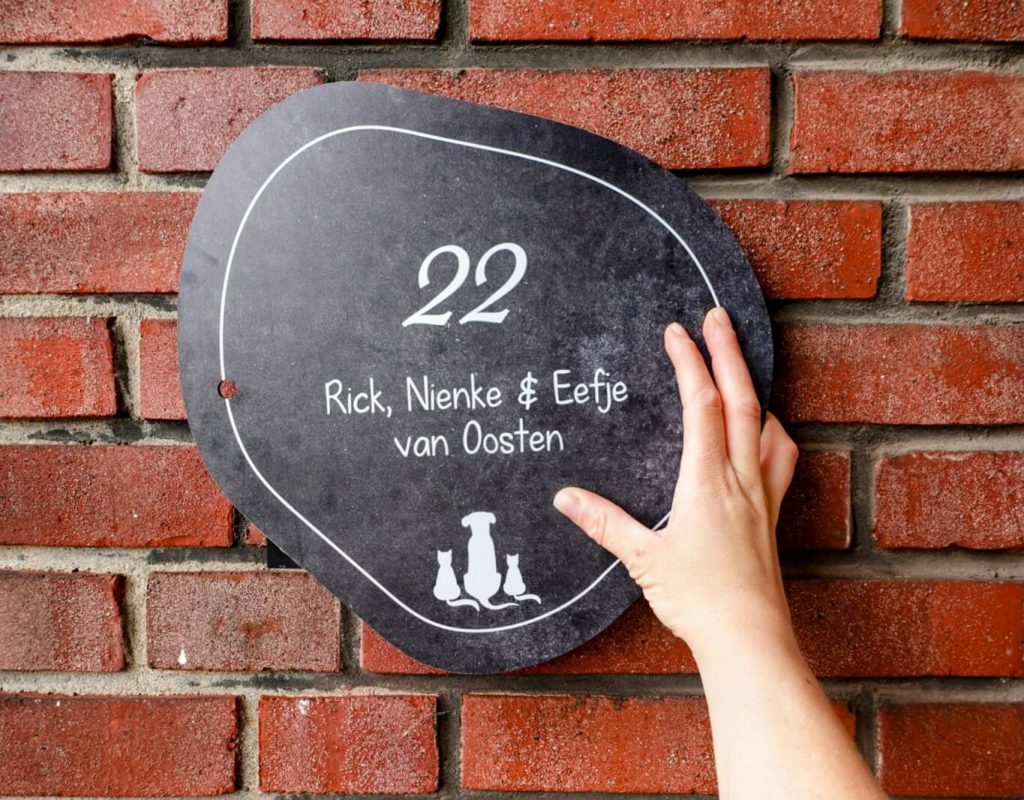 22
Rick, Nienke & Eefje
van Oosten